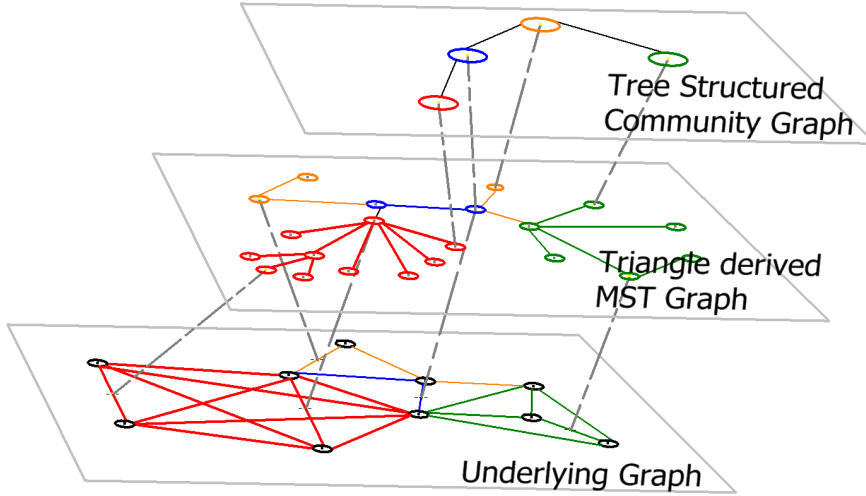 Tree Structured
Community Graph
Triangle derived
MST Graph
Underlying Graph